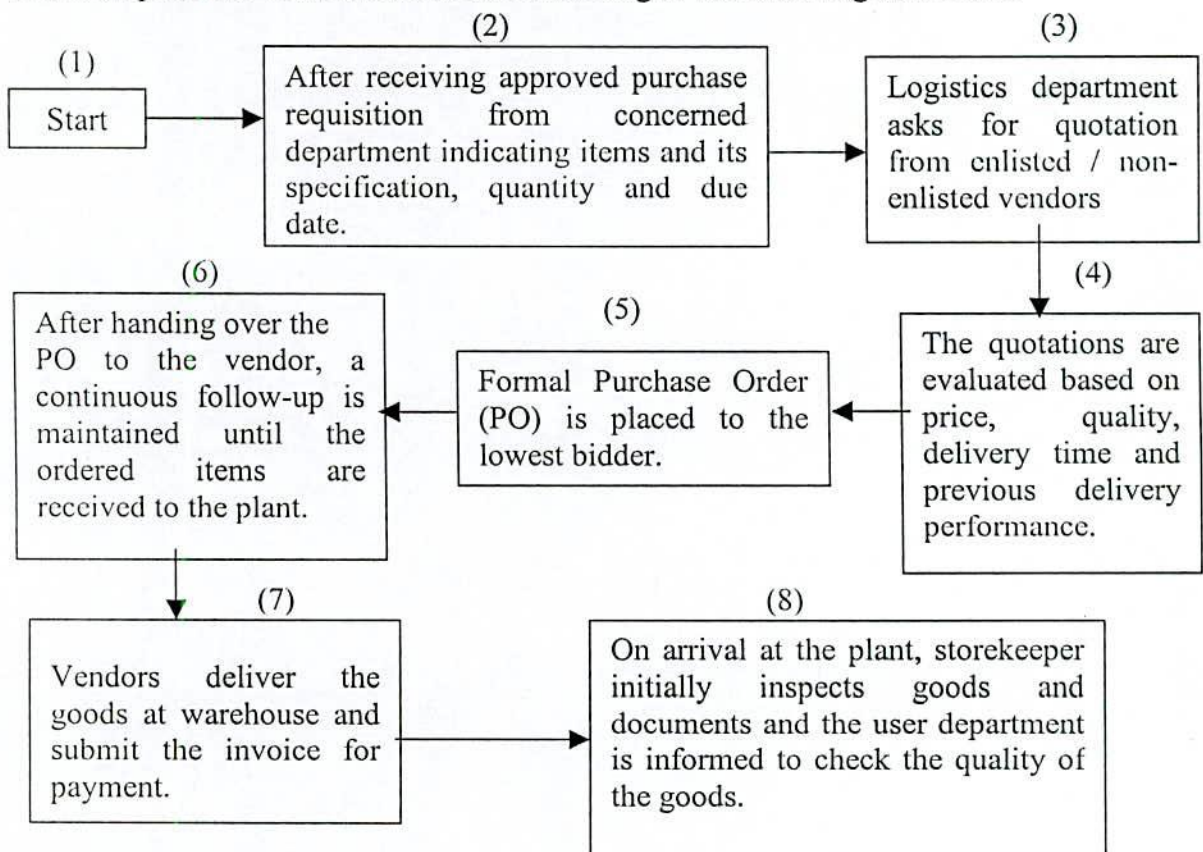 (1)
Start
(2)
After receiving approved purchase
requisition from concerned
department indicating items and its
specification, quantity and due
date.
(3)
Logistics department
asks for quotation
from enlisted / non-
enlisted vendors
(4)
The quotations are
evaluated based on
price, quality,
delivery time and
previous delivery
performance.
(5)
Formal Purchase Order
(PO) is placed to the
lowest bidder.
(6)
After handing over the
PO to the vendor, a
continuous follow-up is
maintained until the
ordered items are
received to the plant.
(7)
Vendors deliver the
goods at warehouse and
submit the invoice for
payment.
(8)
On arrival at the plant, storekeeper
initially inspects goods and
documents and the user department
is informed to check the quality of
the goods.